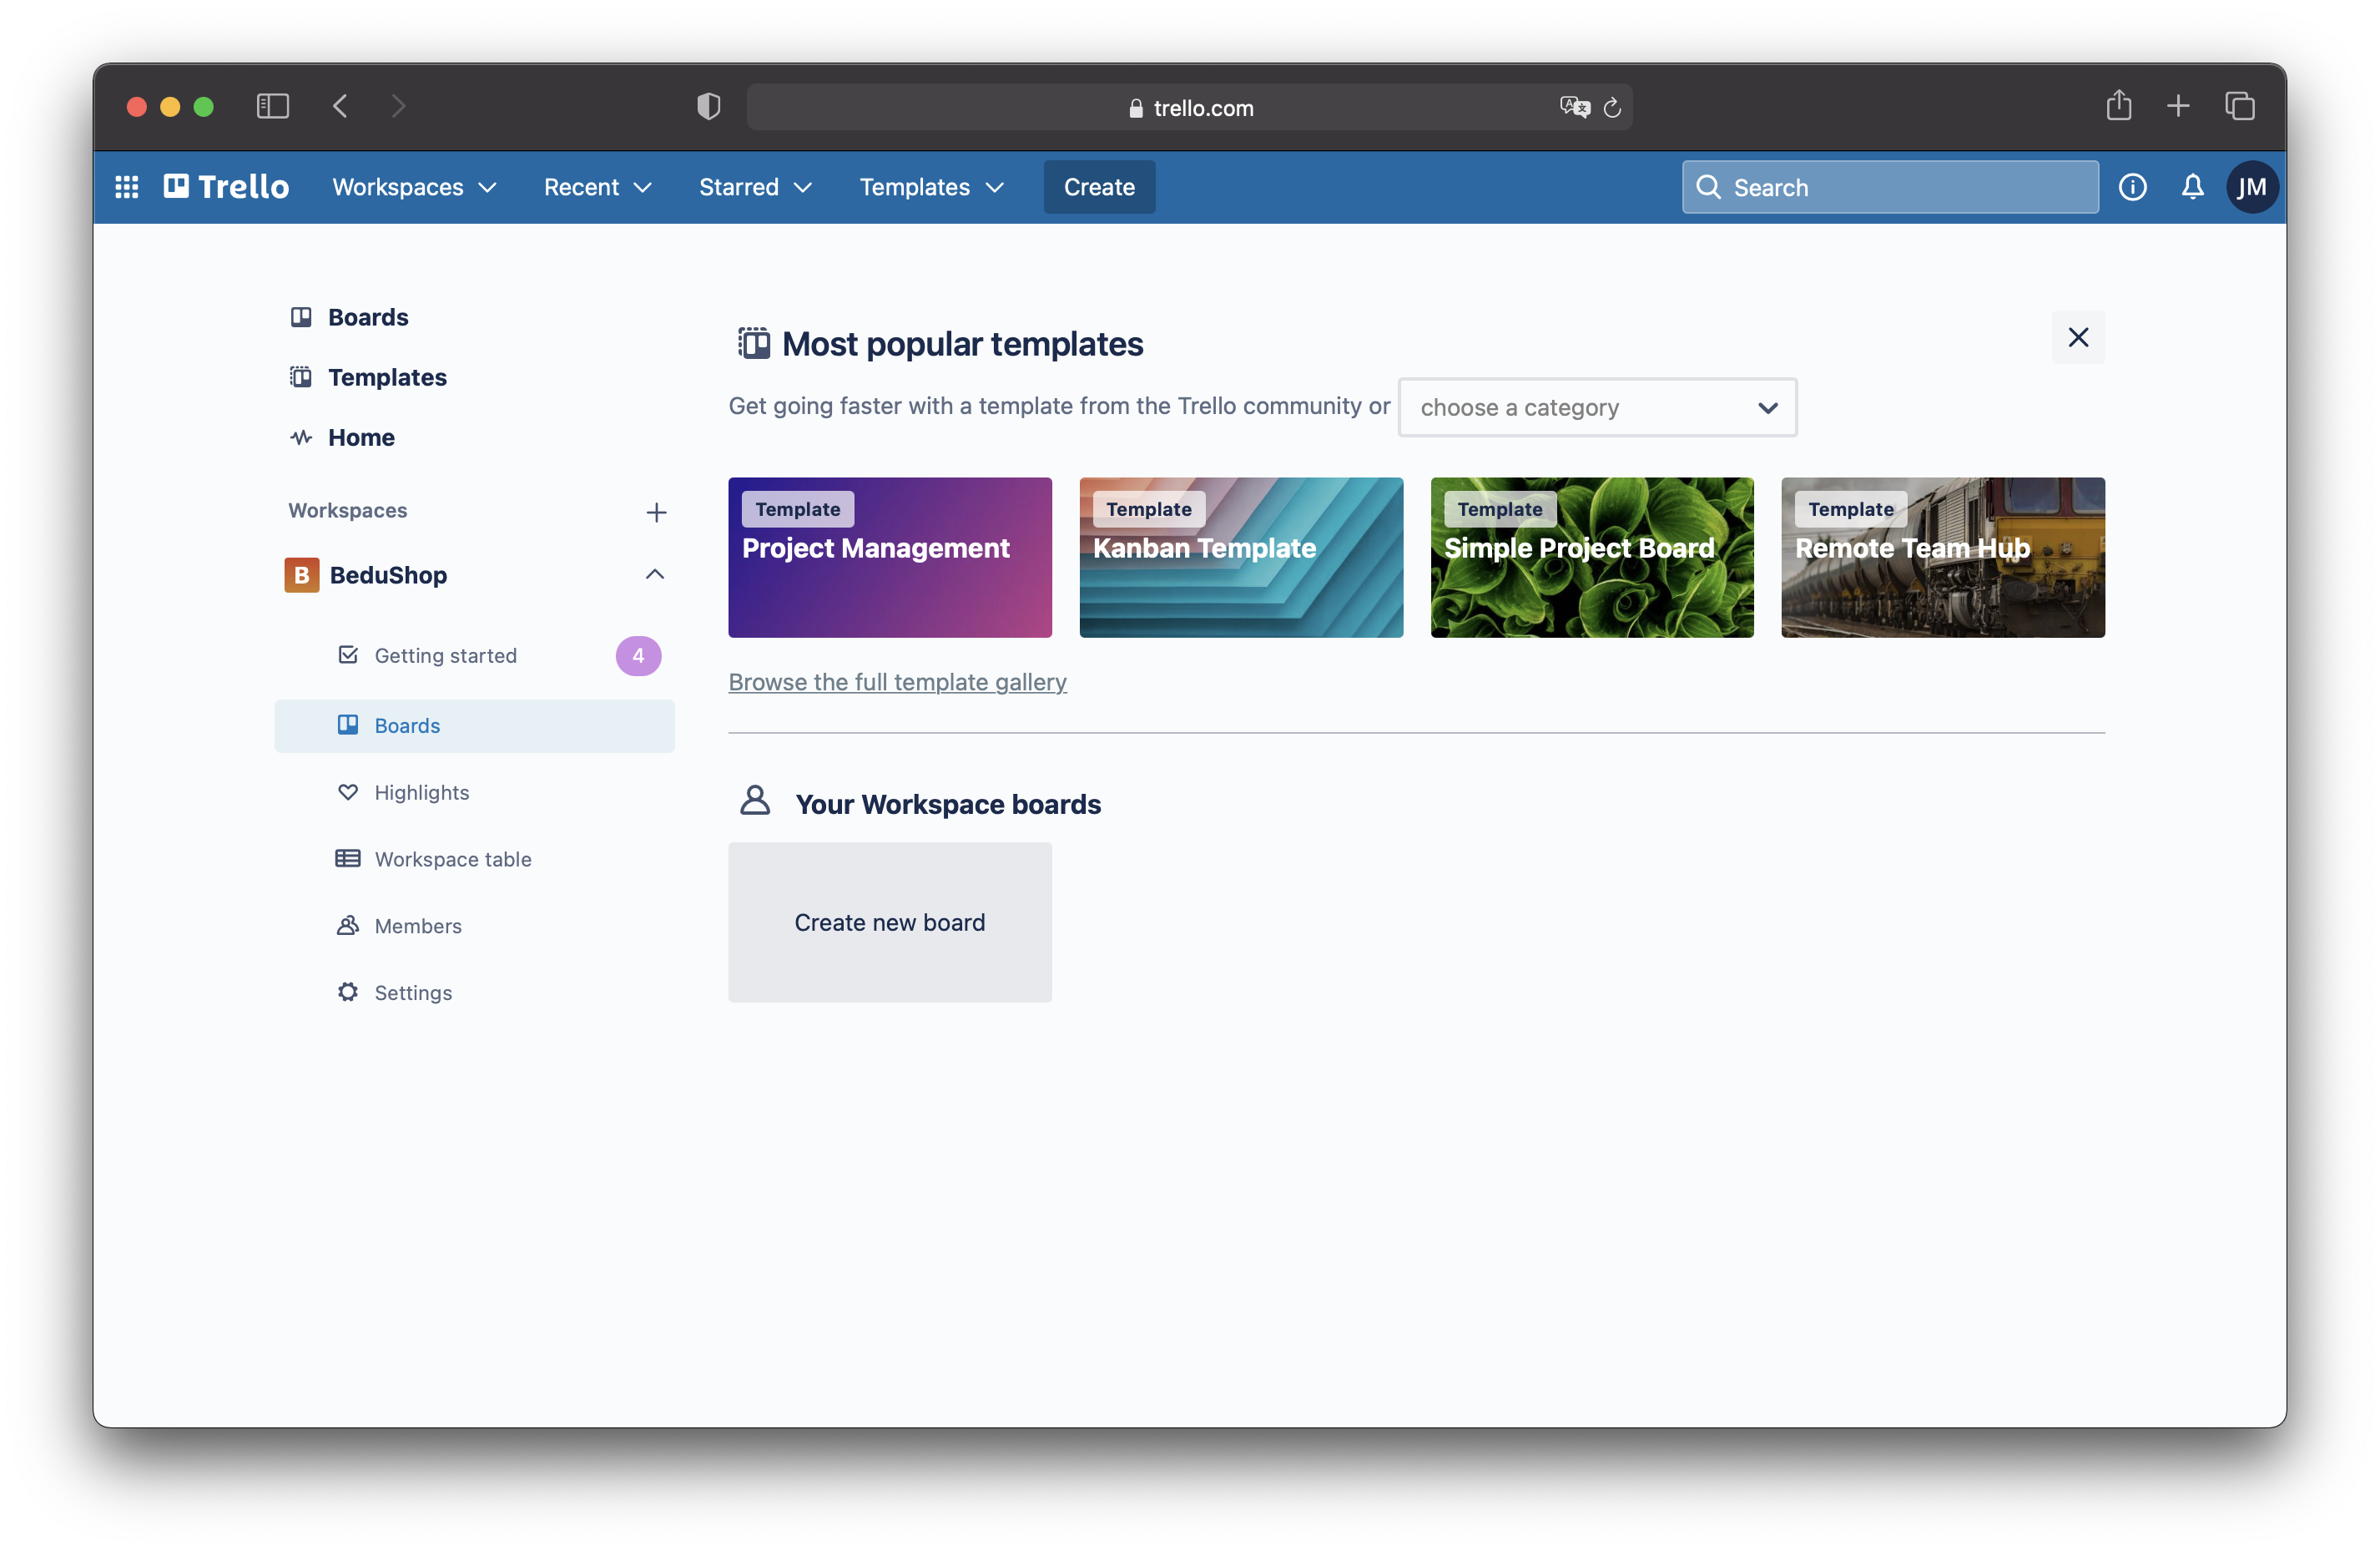 trello.com
Trello Workspaces Recent Starred Templates Create Search JM
Boards
Templates
Home
Workspaces
B BeduShop
Getting started 4
Boards
Highlights
Workspace table
Members
Settings
Most popular templates
Get going faster with a template from the Trello community or choose a category
Template
Project Management
Template
Kanban Template
Template
Simple Project Board
Template
Remote Team Hub
Browse the full template gallery
Your Workspace boards
Create new board